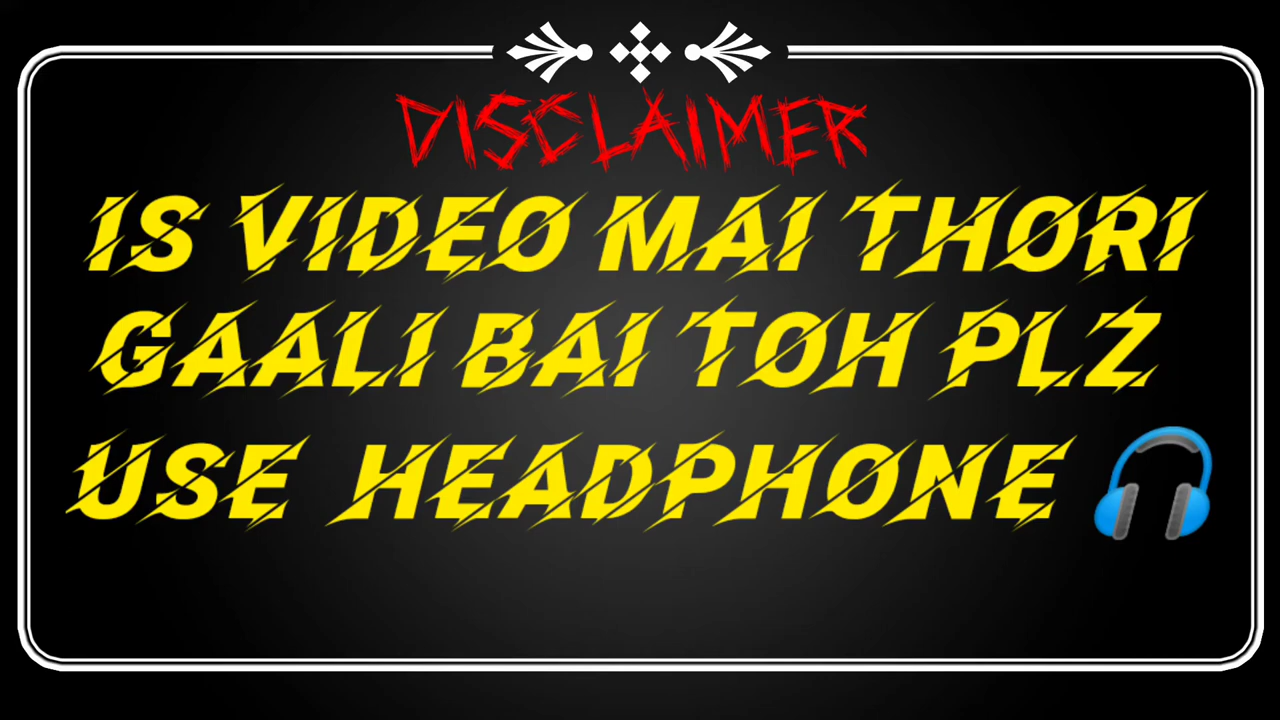 DISCLAIMER
IS VIDEO MAI THORI
GAALI BAI TOH PLZ
USE HEADPHONE 🎧